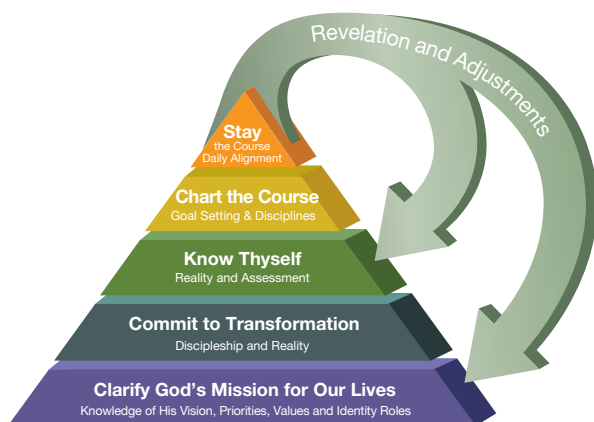 Revelation and Adjustments
Stay
the Course
Daily Alignment
Chart the Course
Goal Setting & Disciplines
Know Thyself
Reality and Assessment
Commit to Transformation
Discipleship and Reality
Clarify God's Mission for Our Lives
Knowledge of His Vision, Priorities, Values and Identity Roles